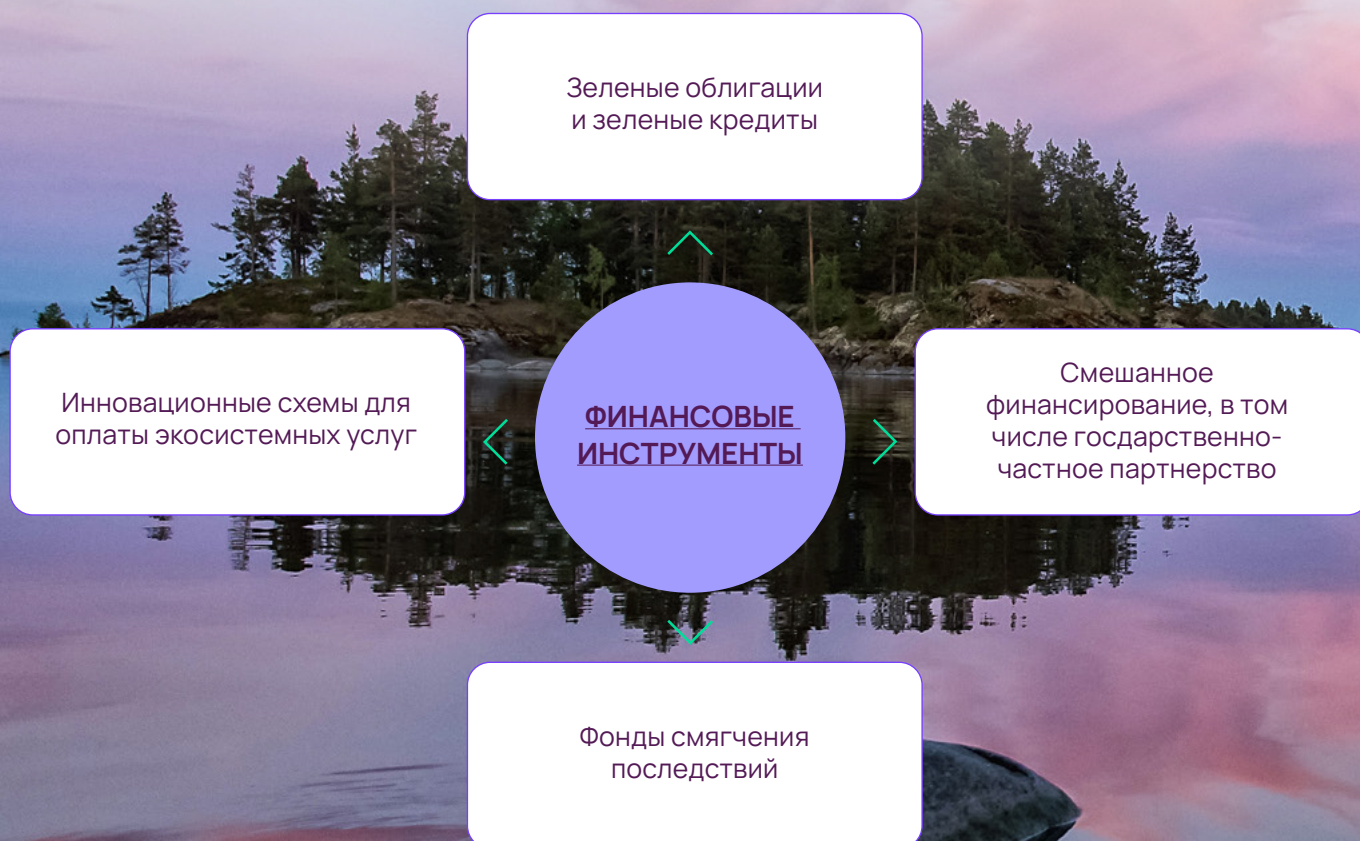 Зеленые облигации
и зеленые кредиты
Инновационные схемы для
оплаты экосистемных услуг
ФИНАНСОВЫЕ
ИНСТРУМЕНТЫ
Смешанное
финансирование, в том
числе госдарственно-
частное партнерство
Фонды смягчения
последствий